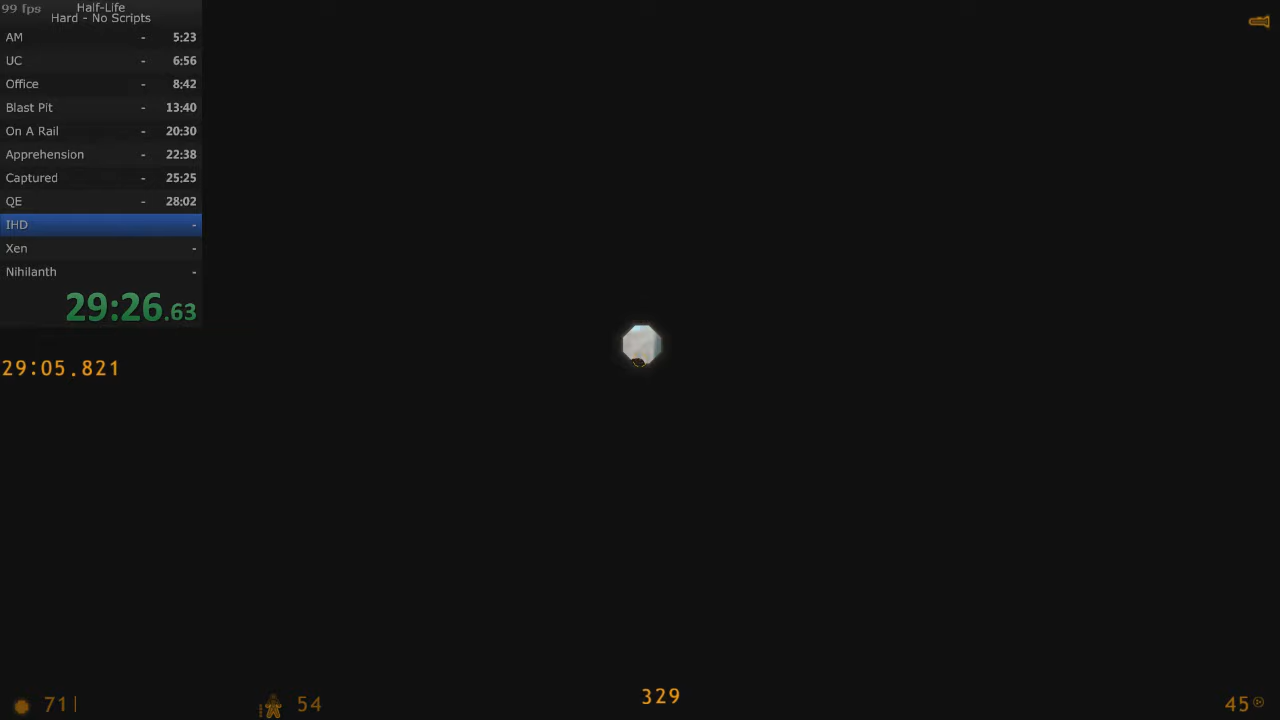 99 fps
Half-Life
Hard - No Scripts
AM - 5:23
UC - 6:56
Office - 8:42
Blast Pit - 13:40
On A Rail - 20:30
Apprehension - 22:38
Captured - 25:25
QE - 28:02
IHD -
Xen -
Nihilanth -
29:26.63
29:05.821
71 54 329 45